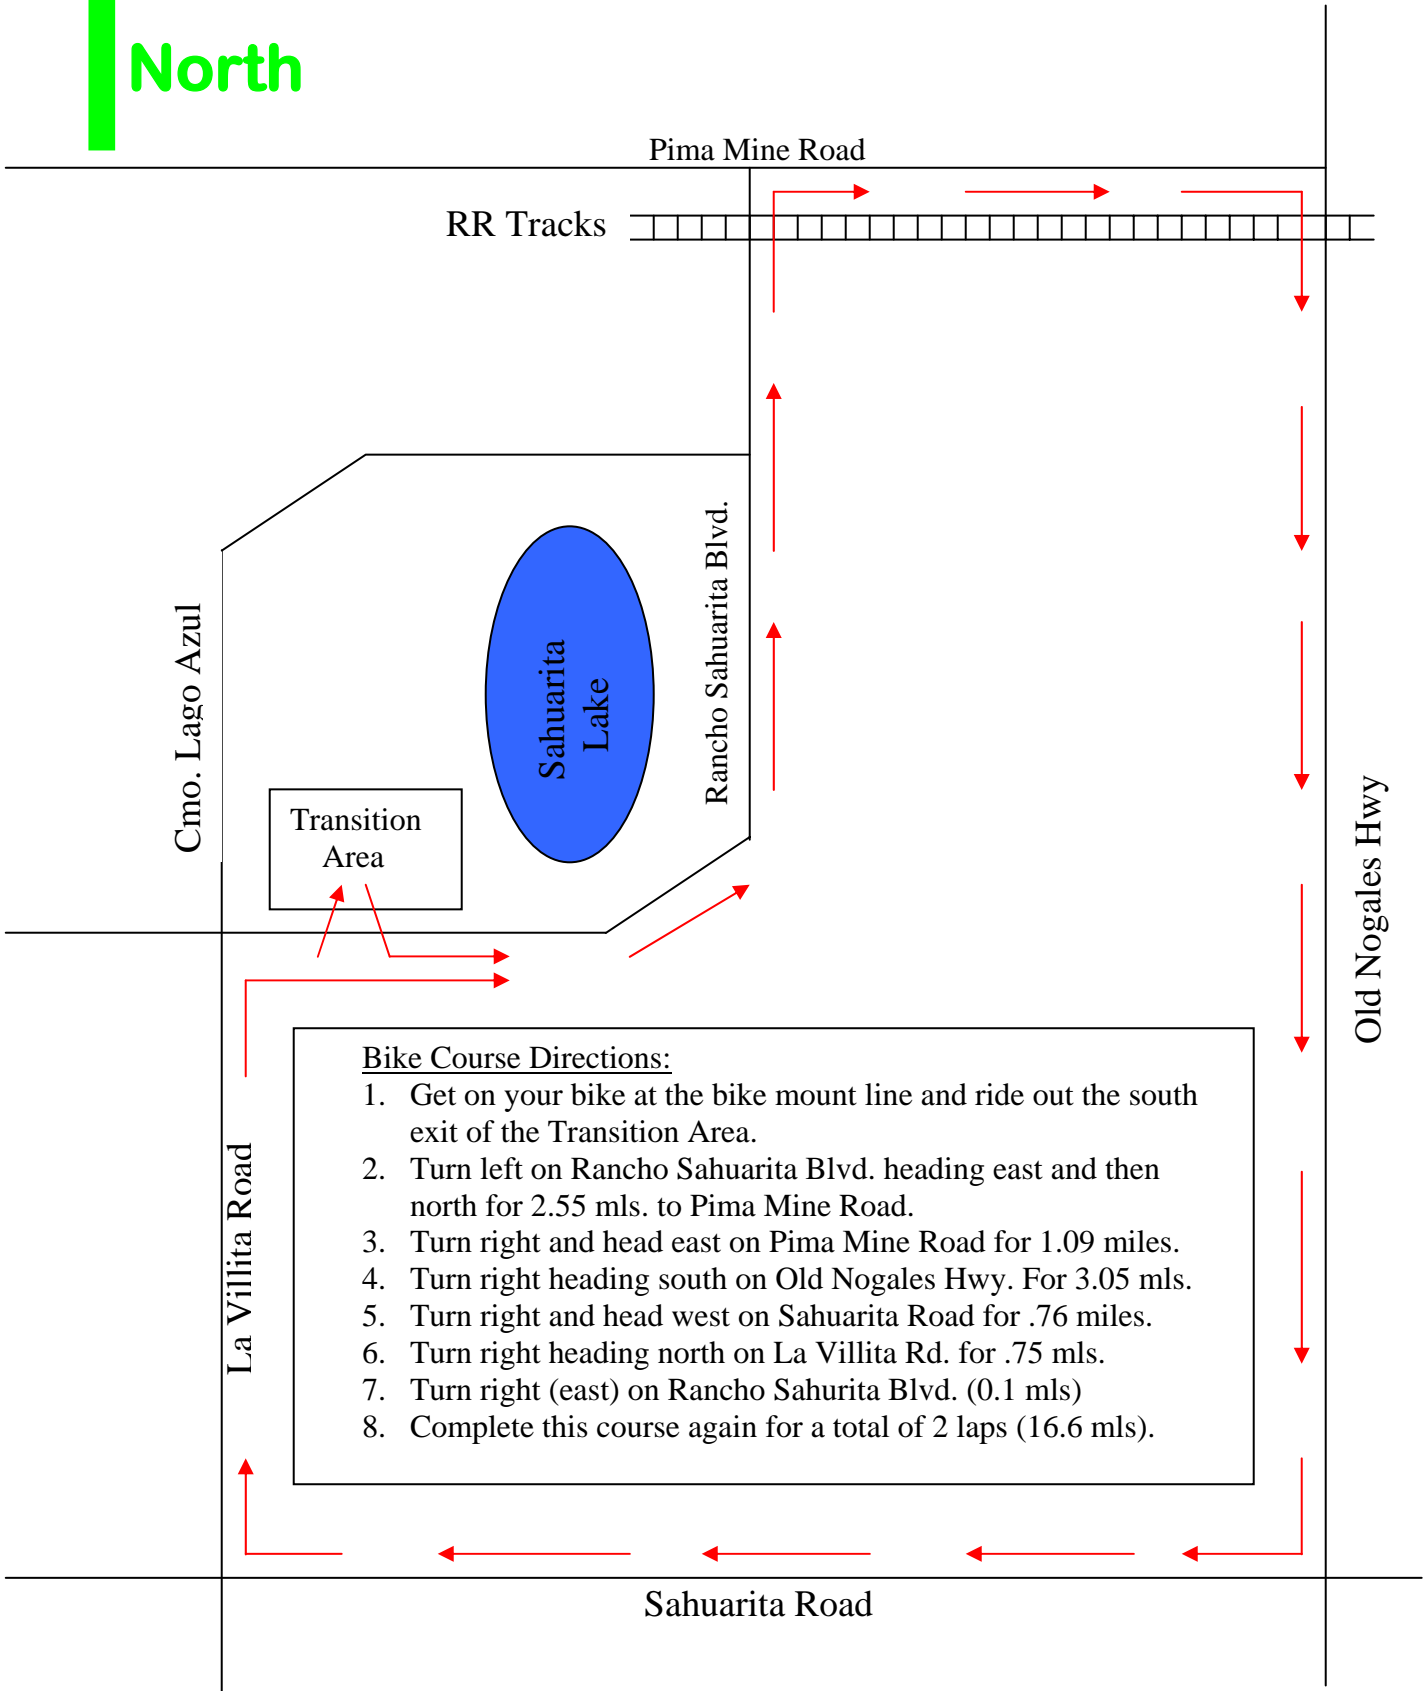 North
Pima Mine Road
RR Tracks
Rancho Sahuarita Blvd.
Cmo. Lago Azul
Sahuarita
Lake
Transition
Area
Old Nogales Hwy
La Villita Road
Bike Course Directions:
1. Get on your bike at the bike mount line and ride out the south
exit of the Transition Area.
2. Turn left on Rancho Sahuarita Blvd. heading east and then
north for 2.55 mls. to Pima Mine Road.
3. Turn right and head east on Pima Mine Road for 1.09 miles.
4. Turn right heading south on Old Nogales Hwy. For 3.05 mls.
5. Turn right and head west on Sahuarita Road for .76 miles.
6. Turn right heading north on La Villita Rd. for .75 mls.
7. Turn right (east) on Rancho Sahurita Blvd. (0.1 mls)
8. Complete this course again for a total of 2 laps (16.6 mls).
Sahuarita Road